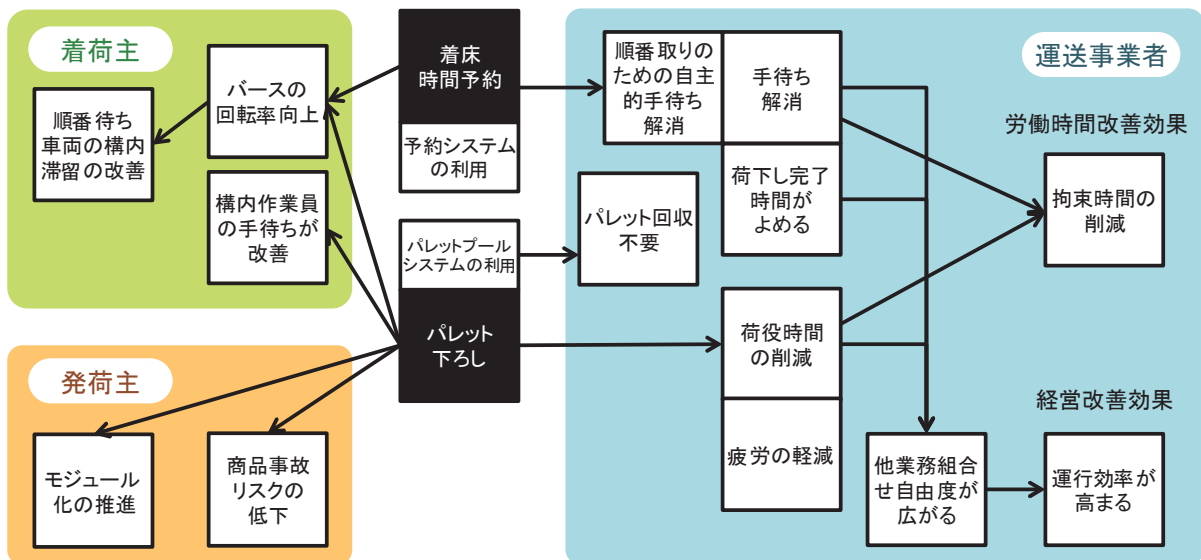 着荷主
順番待ち
車両の構内
滞留の改善
バースの
回転率向上
構内作業員
の手待ちが
改善
発荷主
モジュール
化の推進
商品事故
リスクの
低下
着床
時間予約
予約システム
の利用
パレットプール
システムの利用
パレット
下ろし
運送事業者
順番取りの
ための自主
的手待ち
解消
手待ち
解消
荷下し完了
時間が
よめる
パレット回収
不要
荷役時間
の削減
疲労の軽減
労働時間改善効果
拘束時間の
削減
経営改善効果
他業務組合
せ自由度が
広がる
運行効率が
高まる